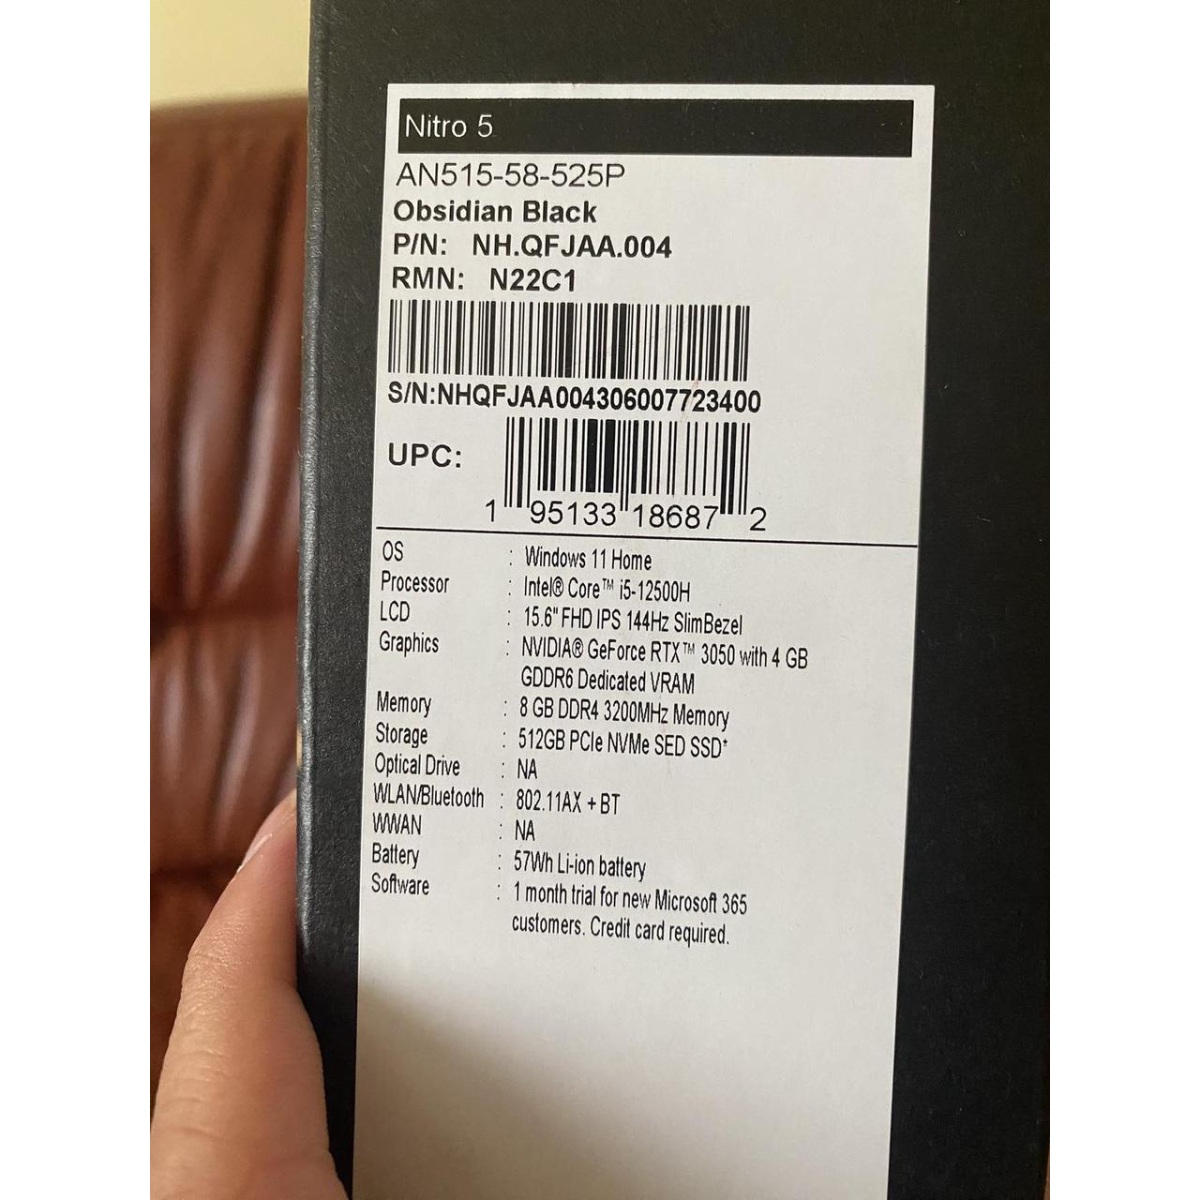 Nitro 5
AN515-58-525P
Obsidian Black
P/N: NH.QFJAA.004
RMN: N22C1
S/N:NHQFJAA004306007723400
UPC:
1 95133 18687 2
OS : Windows 11 Home
Processor : Intel® Core™ i5-12500H
LCD : 15.6" FHD IPS 144Hz SlimBezel
Graphics : NVIDIA® GeForce RTX™ 3050 with 4 GB
GDDR6 Dedicated VRAM
Memory : 8 GB DDR4 3200MHz Memory
Storage : 512GB PCIe NVMe SED SSD*
Optical Drive : NA
WLAN/Bluetooth : 802.11AX + BT
WWAN : NA
Battery : 57Wh Li-ion battery
Software : 1 month trial for new Microsoft 365
customers. Credit card required.